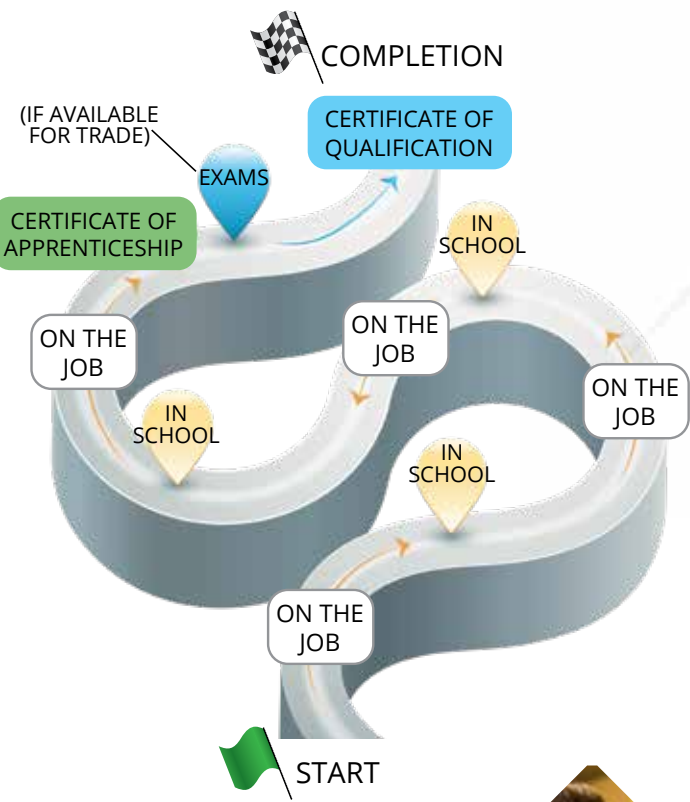 COMPLETION
(IF AVAILABLE
FOR TRADE)
CERTIFICATE OF
QUALIFICATION
EXAMS
CERTIFICATE OF
APPRENTICESHIP
IN
SCHOOL
ON THE
JOB
ON THE
JOB
ON THE
JOB
IN
SCHOOL
IN
SCHOOL
ON THE
JOB
START